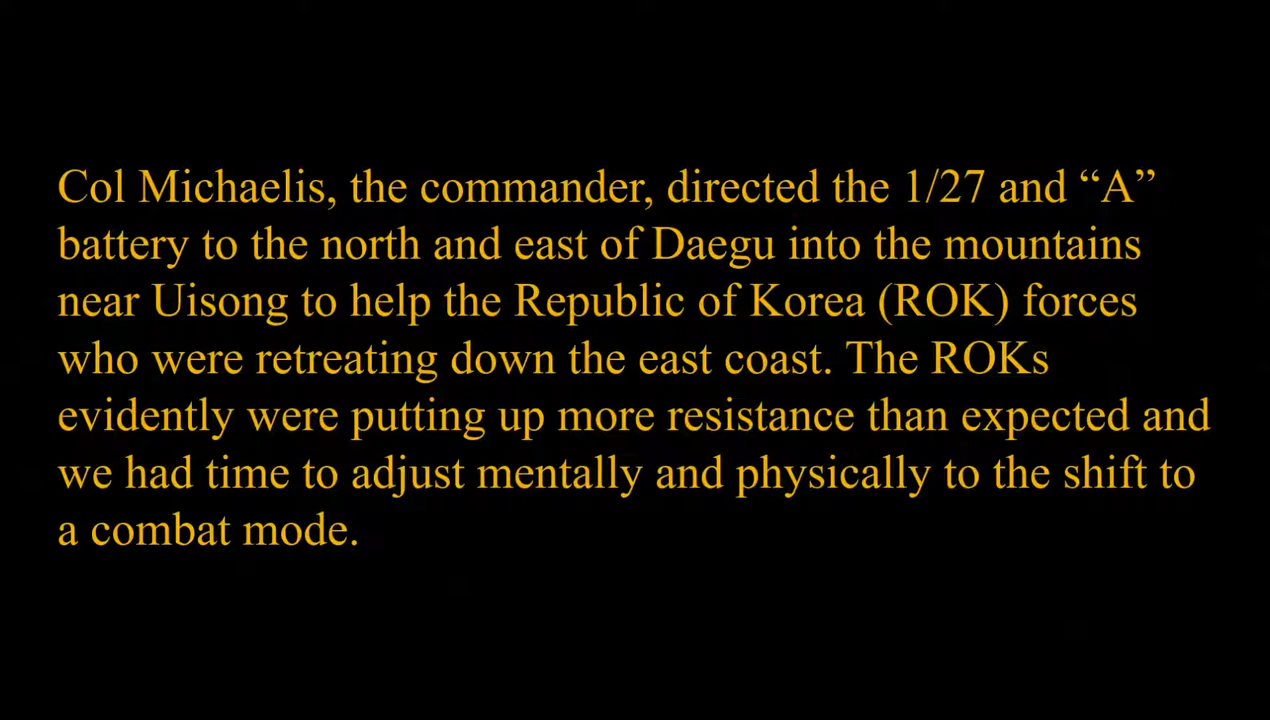 Col Michaelis, the commander, directed the 1/27 and “A”
battery to the north and east of Daegu into the mountains
near Uisong to help the Republic of Korea (ROK) forces
who were retreating down the east coast. The ROKs
evidently were putting up more resistance than expected and
we had time to adjust mentally and physically to the shift to
a combat mode.